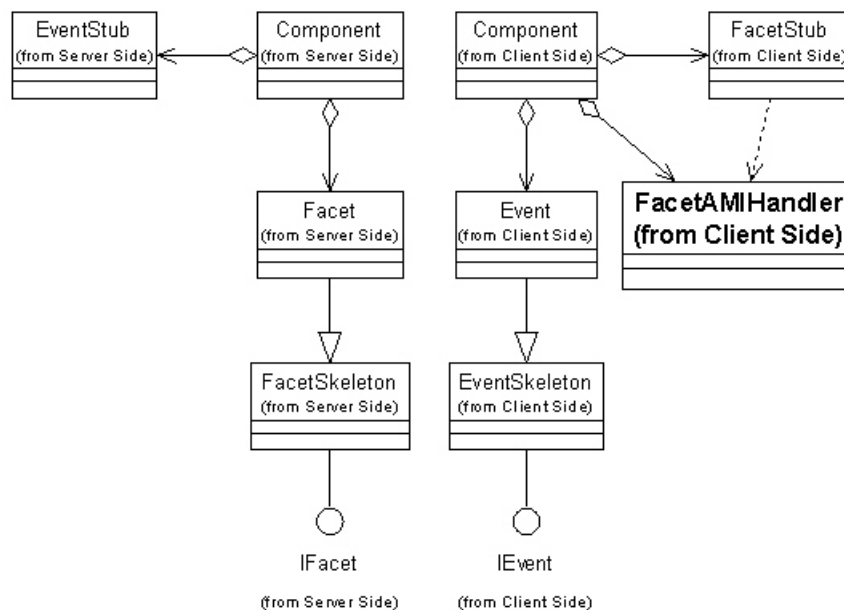 EventStub
(from Server Side)
Component
(from Server Side)
Component
(from Client Side)
FacetStub
(from Client Side)
Facet
(from Server Side)
Event
(from Client Side)
FacetAMIHandler
(from Client Side)
FacetSkeleton
(from Server Side)
EventSkeleton
(from Client Side)
IFacet
(from Server Side)
IEvent
(from Client Side)